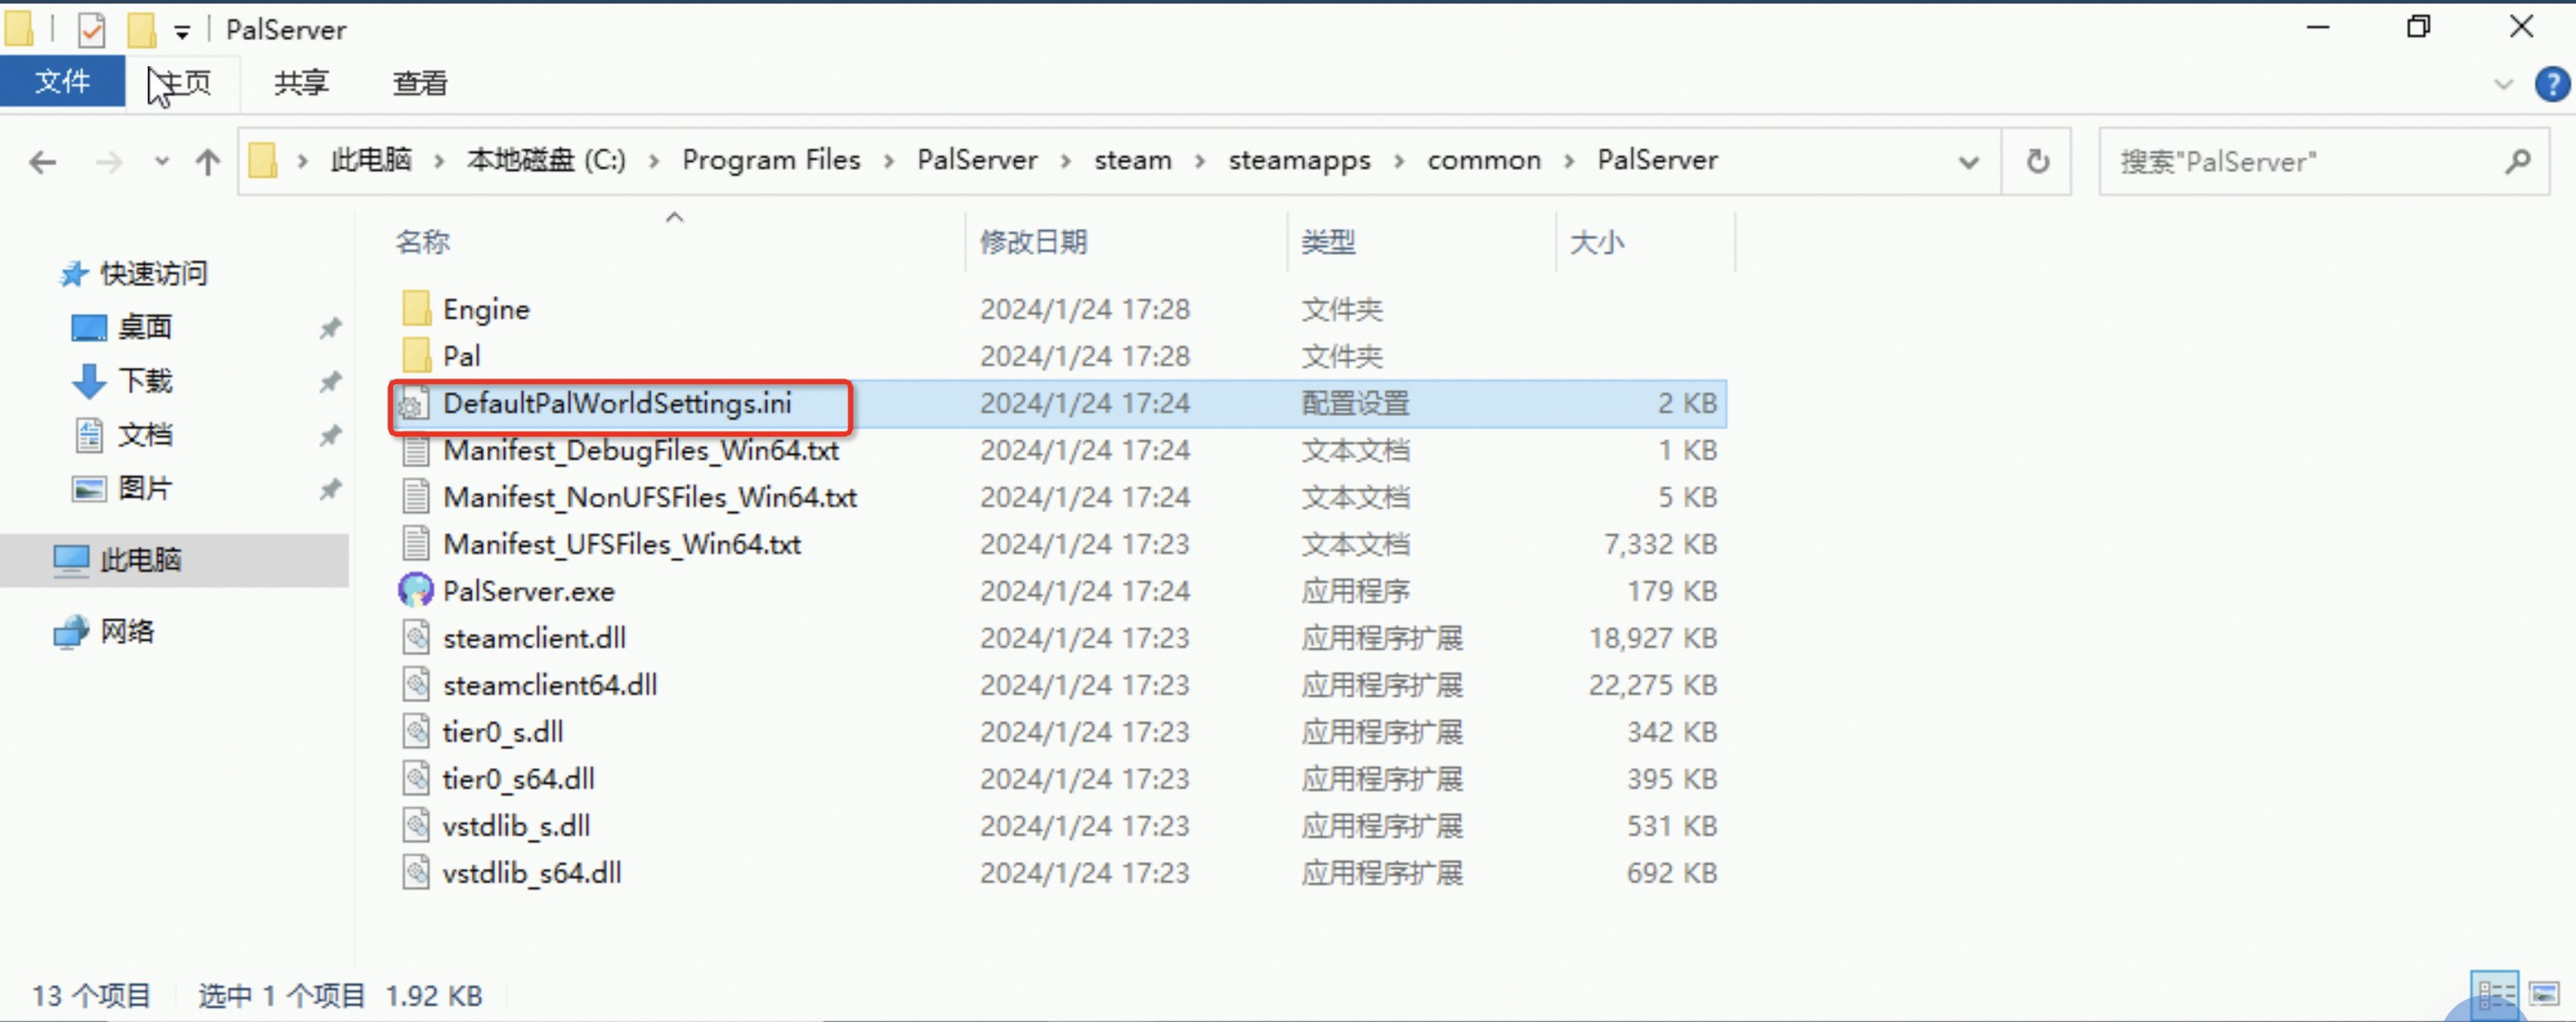 PalServer
文件 主页 共享 查看
此电脑 本地磁盘 (C:) Program Files PalServer steam steamapps common PalServer
搜索"PalServer"
名称 修改日期 类型 大小
快速访问
桌面
下载
文档
图片
此电脑
网络
Engine 2024/1/24 17:28 文件夹
Pal 2024/1/24 17:28 文件夹
DefaultPalWorldSettings.ini 2024/1/24 17:24 配置设置 2 KB
Manifest_DebugFiles_Win64.txt 2024/1/24 17:24 文本文档 1 KB
Manifest_NonUFSFiles_Win64.txt 2024/1/24 17:24 文本文档 5 KB
Manifest_UFSFiles_Win64.txt 2024/1/24 17:23 文本文档 7,332 KB
PalServer.exe 2024/1/24 17:24 应用程序 179 KB
steamclient.dll 2024/1/24 17:23 应用程序扩展 18,927 KB
steamclient64.dll 2024/1/24 17:23 应用程序扩展 22,275 KB
tier0_s.dll 2024/1/24 17:23 应用程序扩展 342 KB
tier0_s64.dll 2024/1/24 17:23 应用程序扩展 395 KB
vstdlib_s.dll 2024/1/24 17:23 应用程序扩展 531 KB
vstdlib_s64.dll 2024/1/24 17:23 应用程序扩展 692 KB
13 个项目 选中 1 个项目 1.92 KB